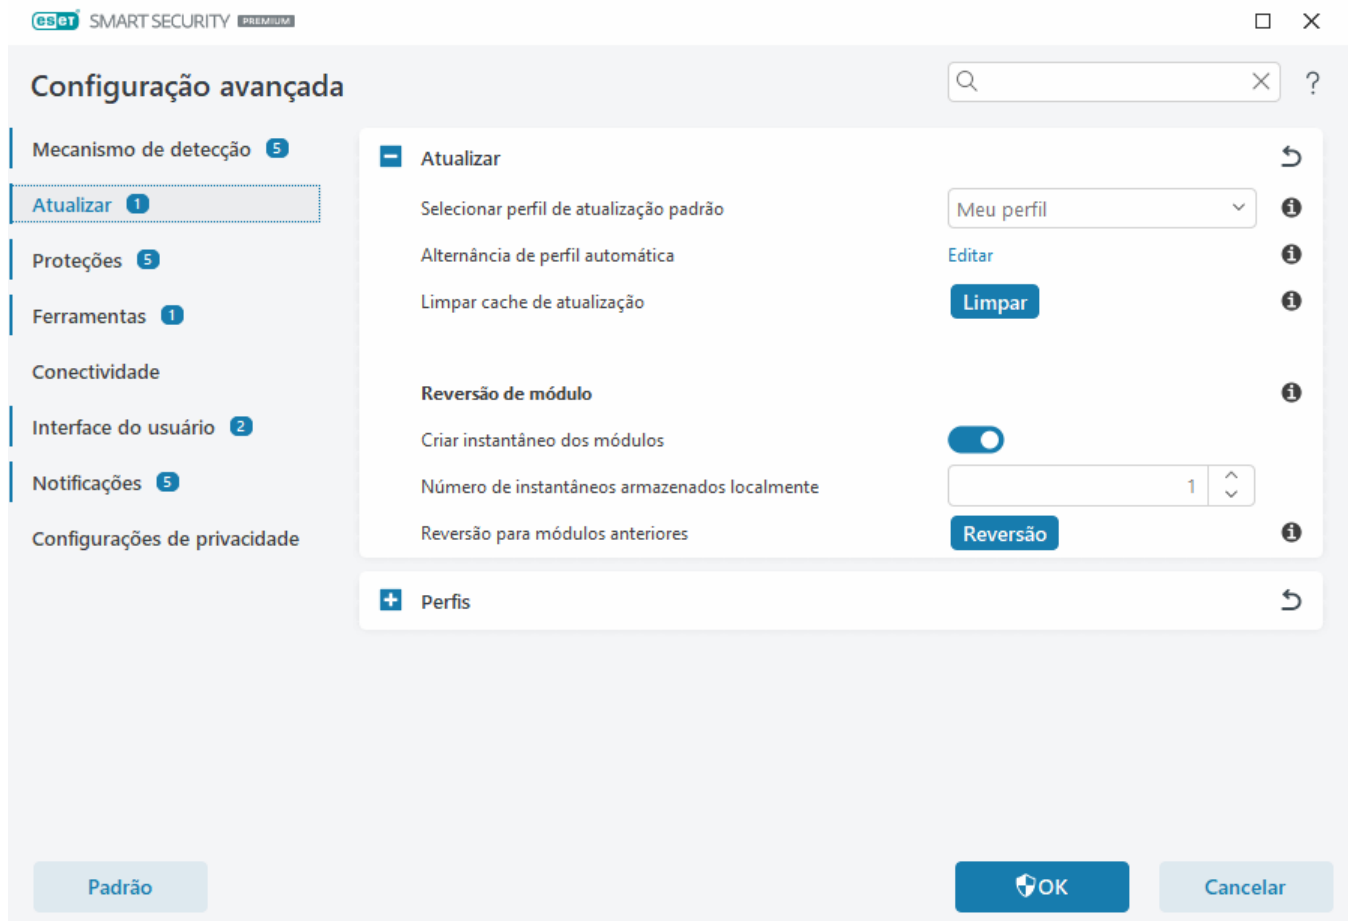 eset SMART SECURITY PREMIUM
Configuração avançada
?
Mecanismo de detecção 5
Atualizar 1
Proteções 5
Ferramentas 1
Conectividade
Interface do usuário 2
Notificações 5
Configurações de privacidade
Atualizar
Selecionar perfil de atualização padrão Meu perfil
Alternância de perfil automática Editar
Limpar cache de atualização Limpar
Reversão de módulo
Criar instantâneo dos módulos
Número de instantâneos armazenados localmente 1
Reversão para módulos anteriores Reversão
Perfis
Padrão OK Cancelar